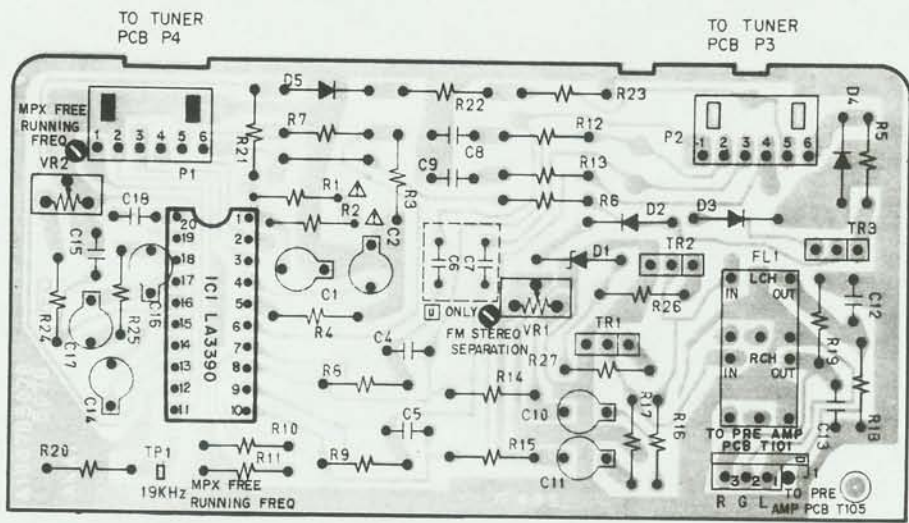 TO TUNER
PCB P4
TO TUNER
PCB P3
D5
R22
R23
D4
R5
MPX FREE
RUNNING
FREQ
1 2 3 4 5 6
P1
R21
R7
C8
R12
P2
1 2 3 4 5 6
VR2
C9
R13
R1
R3
R2
R6
D2
D3
C18
C15
20
19
18
17
16
15
14
13
12
11
1
2
3
4
5
6
7
8
9
10
IC1 LA3390
C2
C1
C6
C7
D1
TR2
TR3
FL1
LCH
IN
OUT
R24
C17
R25
C16
R4
U ONLY
FM STEREO
SEPARATION
VR1
R26
TR1
C12
RCH
IN
OUT
R19
C4
R27
C14
R8
R14
C10
R17
R16
C13
R18
C5
TO PRE AMP
PCB T101
R20
TP1
19KHz
R10
R11
MPX FREE
RUNNING FREQ
R9
R15
C11
3 2 1
J1
R G L
TO PRE
AMP PCB T105